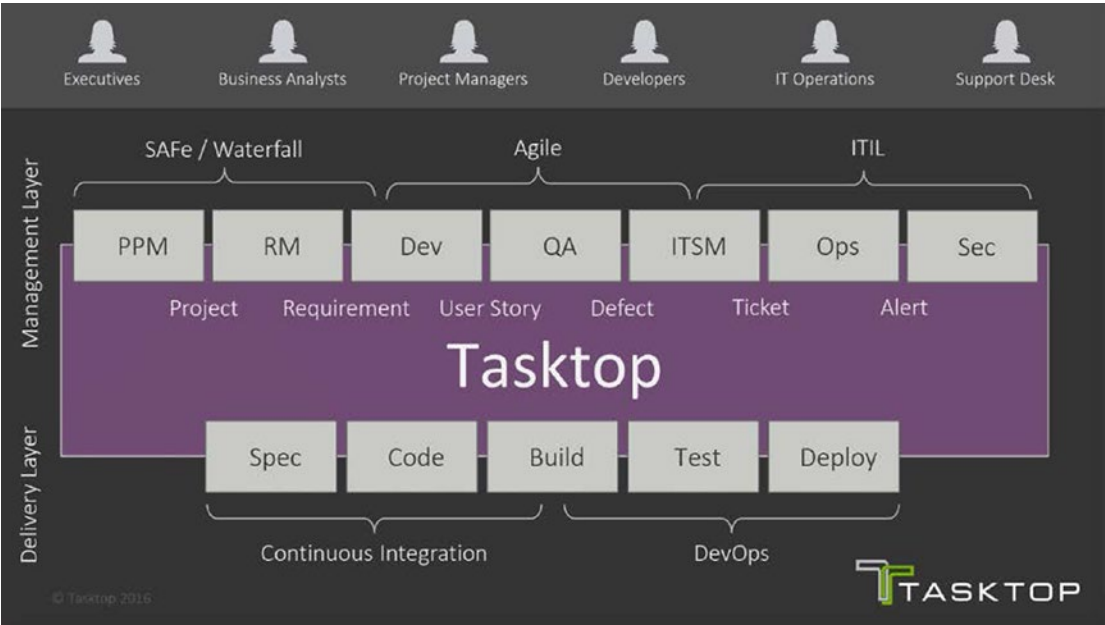 Executives Business Analysts Project Managers Developers IT Operations Support Desk
SAFe / Waterfall Agile ITIL
Management Layer
PPM RM Dev QA ITSM Ops Sec
Project Requirement User Story Defect Ticket Alert
Tasktop
Delivery Layer
Spec Code Build Test Deploy
Continuous Integration DevOps
© Tasktop 2016
TASKTOP